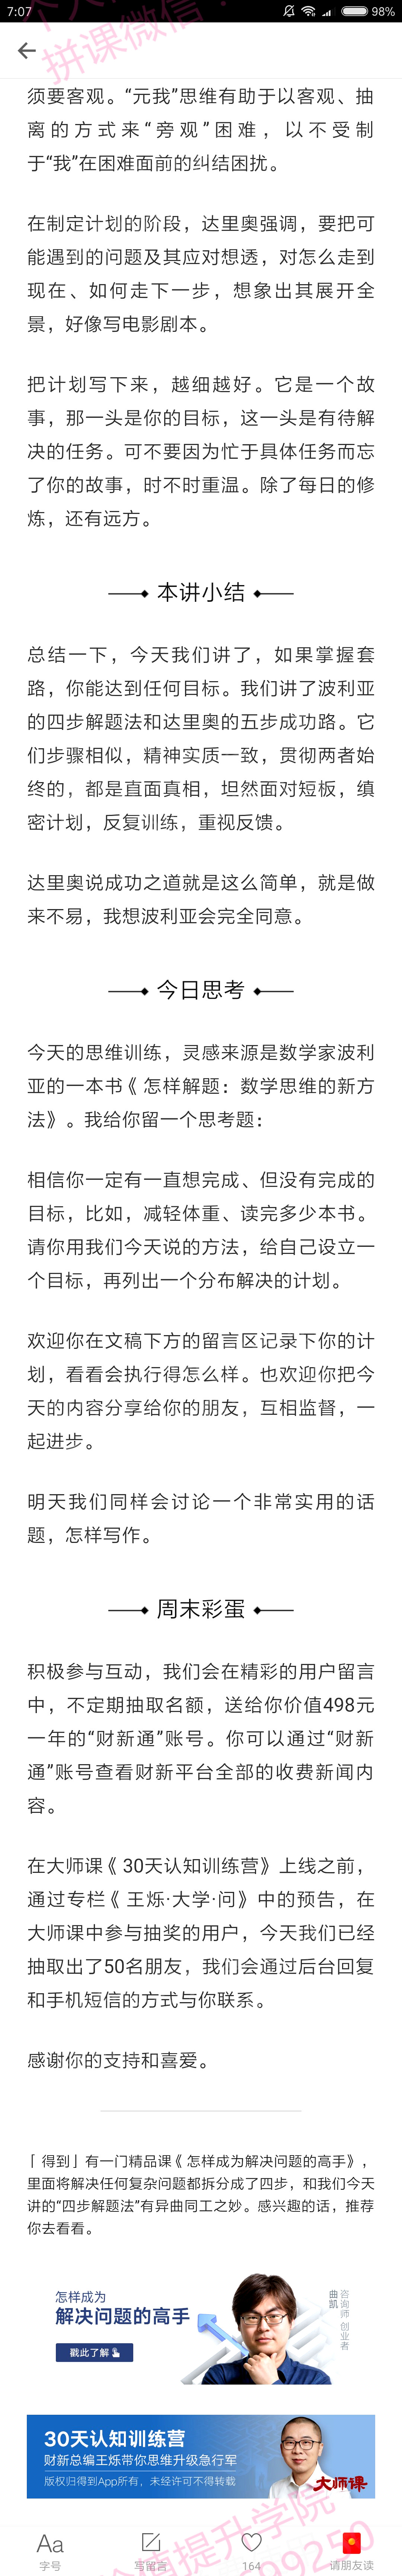 7:07
98%
拼课微信：
须要客观。“元我”思维有助于以客观、抽
离的方式来“旁观”困难，以不受制
于“我”在困难面前的纠结困扰。
在制定计划的阶段，达里奥强调，要把可
能遇到的问题及其应对想透，对怎么走到
现在、如何走下一步，想象出其展开全
景，好像写电影剧本。
把计划写下来，越细越好。它是一个故
事，那一头是你的目标，这一头是有待解
决的任务。可不要因为忙于具体任务而忘
了你的故事，时不时重温。除了每日的修
炼，还有远方。
本讲小结
总结一下，今天我们讲了，如果掌握套
路，你能达到任何目标。我们讲了波利亚
的四步解题法和达里奥的五步成功路。它
们步骤相似，精神实质一致，贯彻两者始
终的，都是直面真相，坦然面对短板，缜
密计划，反复训练，重视反馈。
达里奥说成功之道就是这么简单，就是做
来不易，我想波利亚会完全同意。
今日思考
今天的思维训练，灵感来源是数学家波利
亚的一本书《怎样解题：数学思维的新方
法》。我给你留一个思考题：
相信你一定有一直想完成、但没有完成的
目标，比如，减轻体重、读完多少本书。
请你用我们今天说的方法，给自己设立一
个目标，再列出一个分布解决的计划。
欢迎你在文稿下方的留言区记录下你的计
划，看看会执行得怎么样。也欢迎你把今
天的内容分享给你的朋友，互相监督，一
起进步。
明天我们同样会讨论一个非常实用的话
题，怎样写作。
周末彩蛋
积极参与互动，我们会在精彩的用户留言
中，不定期抽取名额，送给你价值498元
一年的“财新通”账号。你可以通过“财新
通”账号查看财新平台全部的收费新闻内
容。
在大师课《30天认知训练营》上线之前，
通过专栏《王烁·大学·问》中的预告，在
大师课中参与抽奖的用户，今天我们已经
抽取出了50名朋友，我们会通过后台回复
和手机短信的方式与你联系。
感谢你的支持和喜爱。
「得到」有一门精品课《怎样成为解决问题的高手》，
里面将解决任何复杂问题都拆分成了四步，和我们今天
讲的“四步解题法”有异曲同工之妙。感兴趣的话，推荐
你去看看。
怎样成为
解决问题的高手
戳此了解
曲凯
咨询师 创业者
30天认知训练营
财新总编王烁带你思维升级急行军
版权归得到App所有，未经许可不得转载
大师课
Aa
字号
写留言
164
请朋友读
提升学院
99250